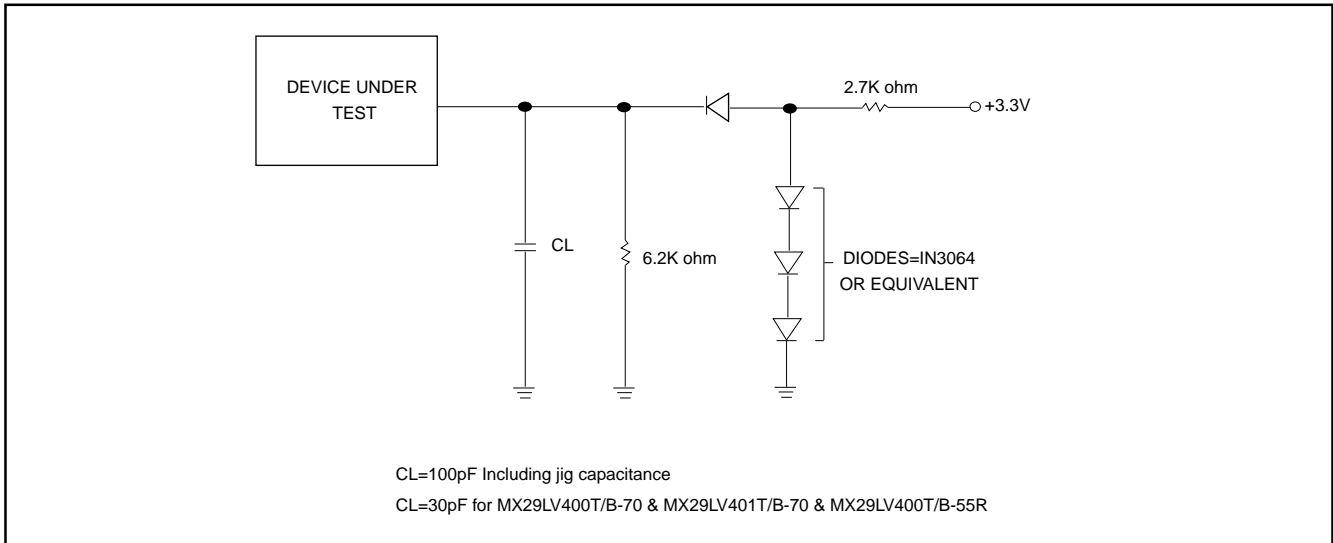 DEVICE UNDER
TEST
2.7K ohm
+3.3V
CL
6.2K ohm
DIODES=IN3064
OR EQUIVALENT
CL=100pF Including jig capacitance
CL=30pF for MX29LV400T/B-70 & MX29LV401T/B-70 & MX29LV400T/B-55R